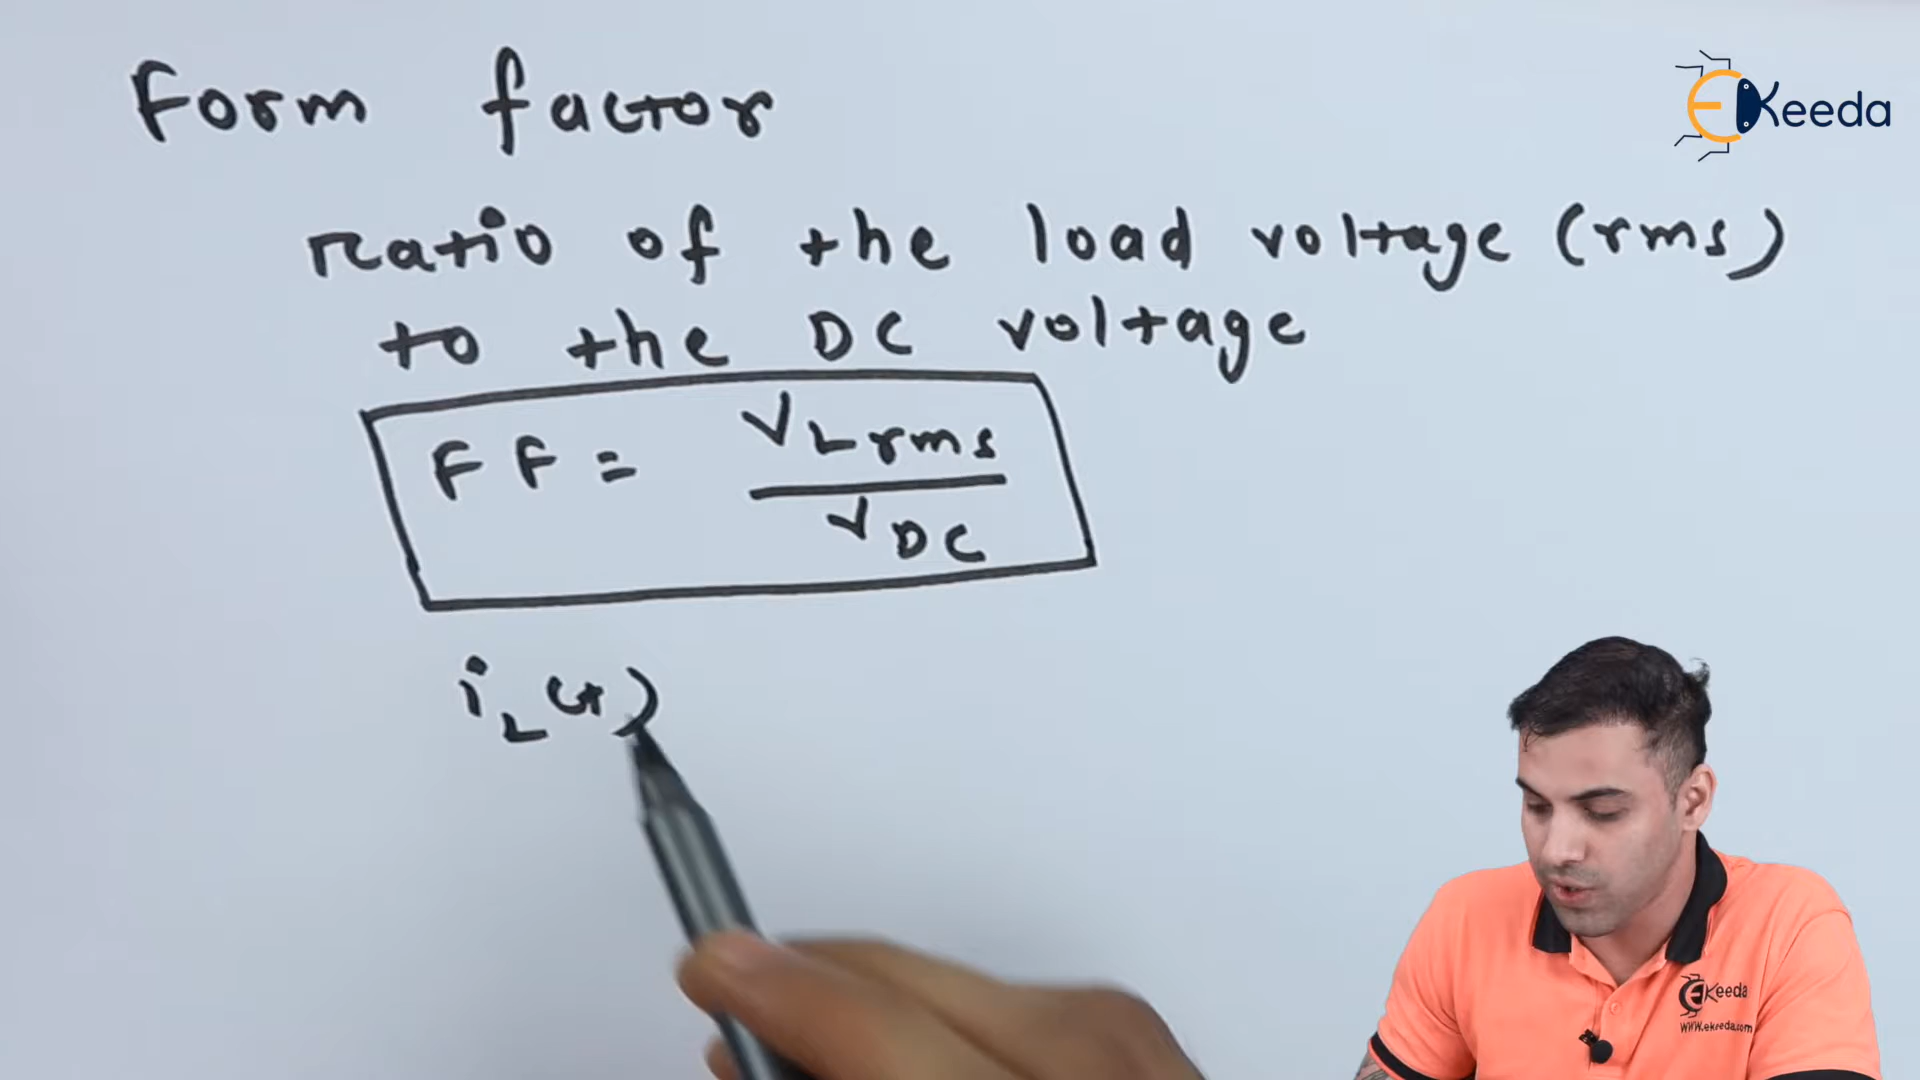 Form factor
EKeeda
ratio of the load voltage (rms)
to the DC voltage
FF = VLrms / VDC
iL(t)
EKeeda
www.ekeeda.com